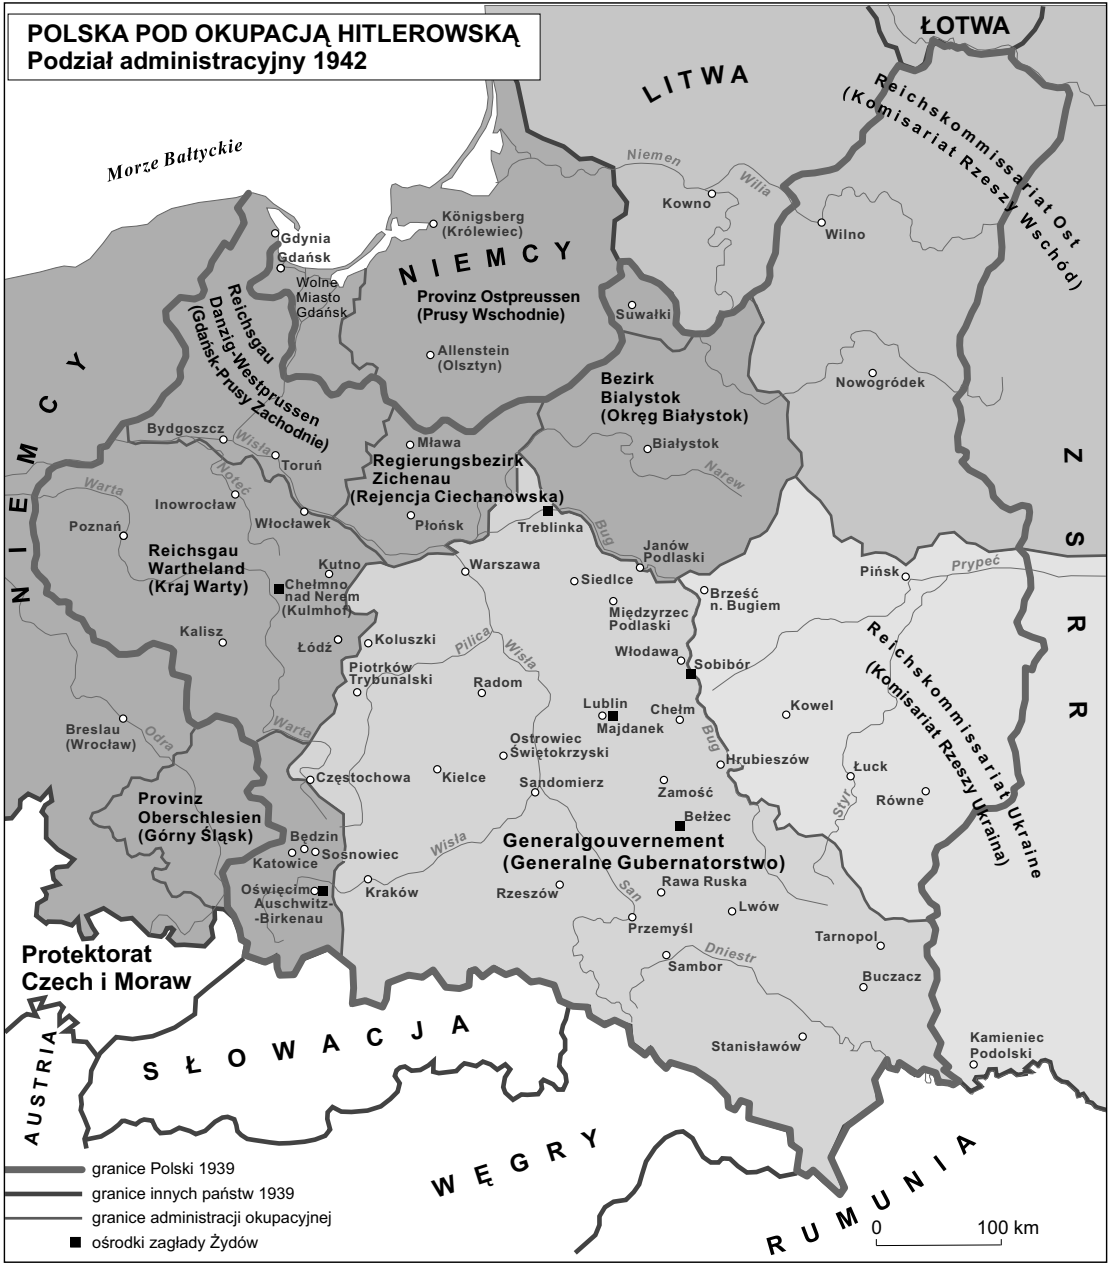 POLSKA POD OKUPACJĄ HITLEROWSKĄ
Podział administracyjny 1942
ŁOTWA
LITWA
Reichskommissariat Ost
(Komisariat Rzeszy Wschód)
Morze Bałtyckie
Niemen
Wilia
Kowno
Wilno
Königsberg
(Królewiec)
Gdynia
Gdańsk
Wolne
Miasto
Gdańsk
NIEMCY
Provinz Ostpreussen
(Prusy Wschodnie)
Suwałki
Reichsgau
Danzig-Westprussen
(Gdańsk-Prusy Zachodnie)
Allenstein
(Olsztyn)
Nowogródek
NIEMCY
Bezirk
Bialystok
(Okręg Białystok)
Białystok
Narew
Bydgoszcz
Wisła
Toruń
Mława
Regierungsbezirk
Zichenau
(Rejencja Ciechanowska)
ZSRR
Warta
Noteć
Inowrocław
Włocławek
Płońsk
Treblinka
Bug
Poznań
Reichsgau
Wartheland
(Kraj Warty)
Kutno
Chełmno
nad Nerem
(Kulmhof)
Warszawa
Siedlce
Janów
Podlaski
Pińsk
Prypeć
Brześć
n. Bugiem
Międzyrzec
Podlaski
Kalisz
Łódź
Koluszki
Pilica
Wisła
Włodawa
Sobibór
Reichskommissariat Ukraine
(Komisariat Rzeszy Ukraina)
Piotrków
Trybunalski
Radom
Lublin
Majdanek
Chełm
Kowel
Breslau
(Wrocław)
Odra
Warta
Ostrowiec
Świętokrzyski
Bug
Hrubieszów
Częstochowa
Kielce
Sandomierz
Zamość
Łuck
Styr
Równe
Provinz
Oberschlesien
(Górny Śląsk)
Bełżec
Będzin
Sosnowiec
Katowice
Wisła
Generalgouvernement
(Generalne Gubernatorstwo)
Oświęcim
Auschwitz-
-Birkenau
Kraków
Rzeszów
San
Rawa Ruska
Lwów
Przemyśl
Tarnopol
Protektorat
Czech i Moraw
Sambor
Dniestr
Buczacz
SŁOWACJA
Stanisławów
Kamieniec
Podolski
AUSTRIA
WĘGRY
RUMUNIA
granice Polski 1939
granice innych państw 1939
granice administracji okupacyjnej
ośrodki zagłady Żydów
0 100 km